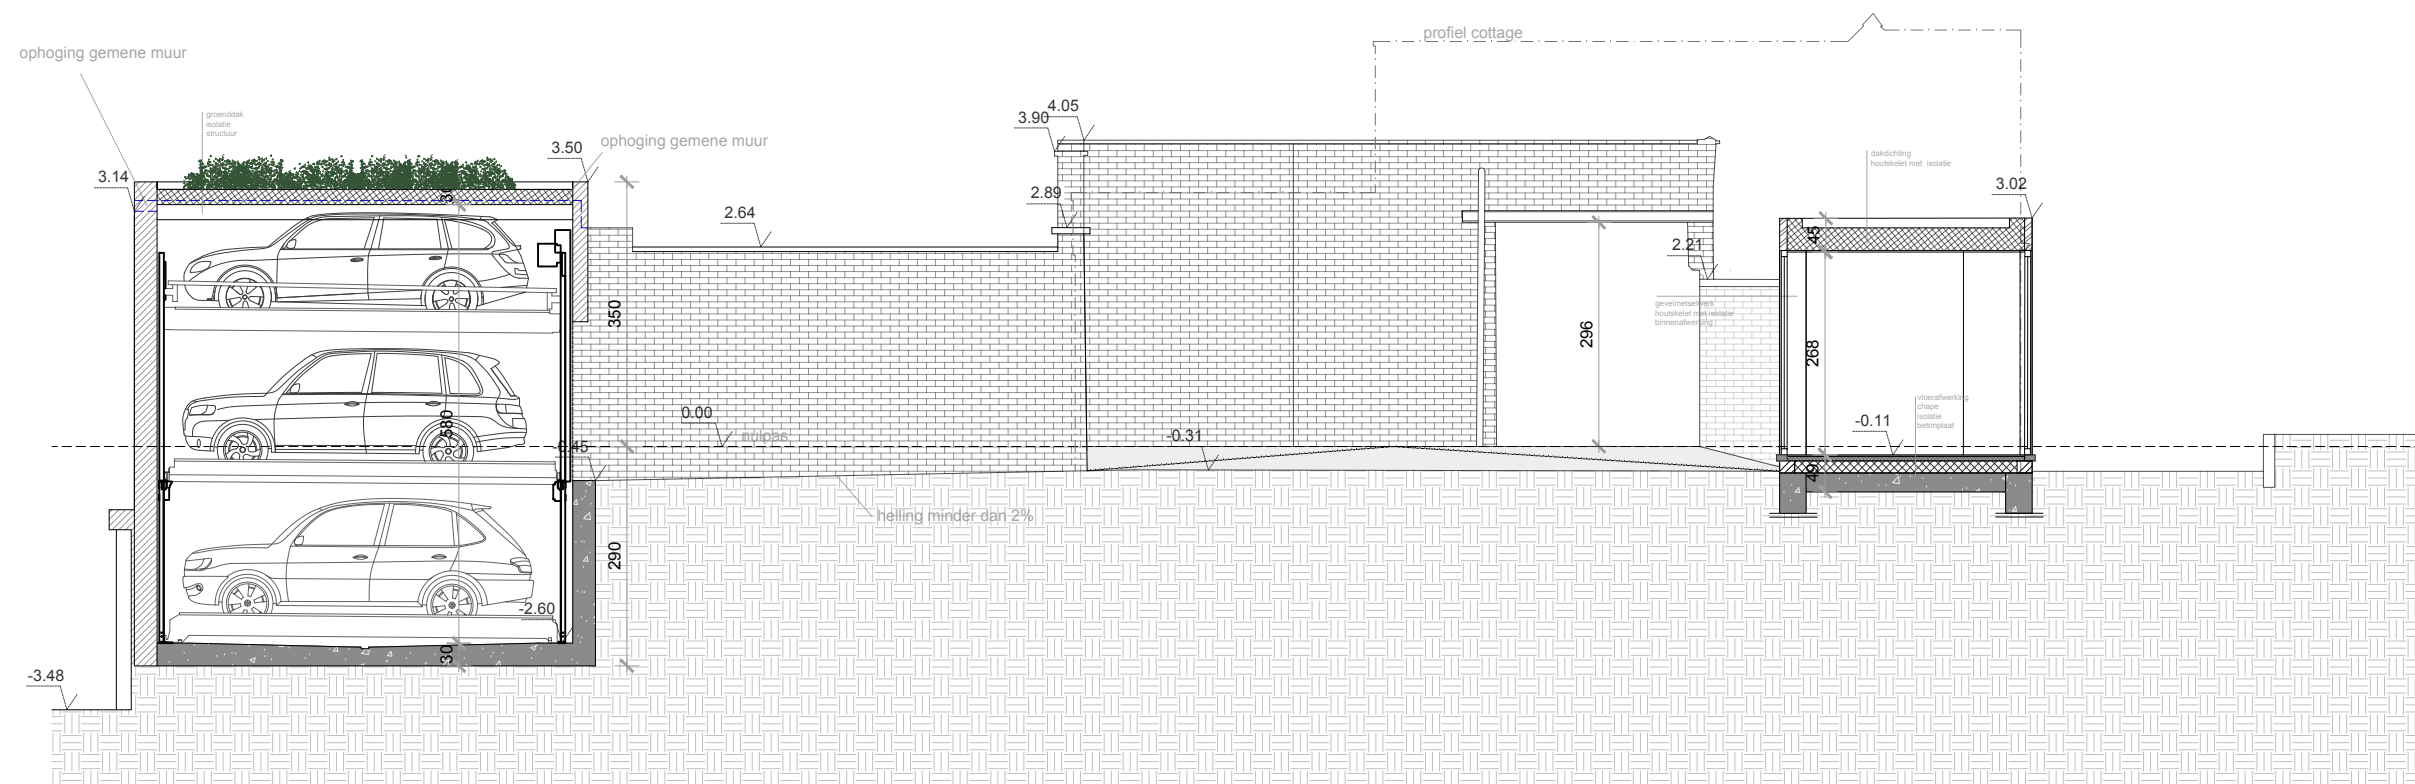 profiel cottage
ophoging gemene muur
4.05
3.90
groenddak
isolatie
structuur
ophoging gemene muur
3.50
dakdichting
houtskelet met isolatie
3.14
3.02
30
2.89
2.64
45
2.21
gevelmetselwerk
houtskelet met isolatie
binnenafwerking
350
296
268
vloerafwerking
chape
isolatie
betonplaat
580
0.00
nulpas
-0.31
-0.11
-0.45
49
helling minder dan 2%
290
-2.60
30
-3.48